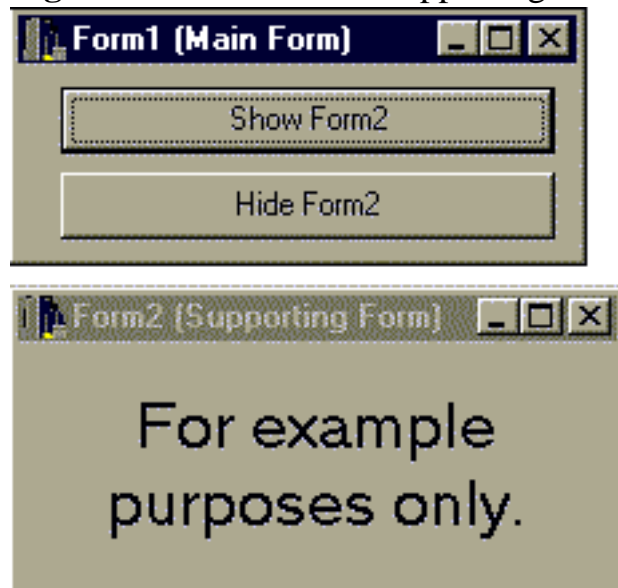 Form1 (Main Form)
Show Form2
Hide Form2
Form2 (Supporting Form)
For example
purposes only.